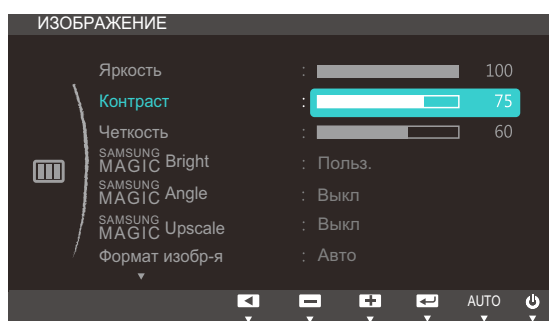 ИЗОБРАЖЕНИЕ
Яркость : 100
Контраст : 75
Четкость : 60
SAMSUNG MAGIC Bright : Польз.
SAMSUNG MAGIC Angle : Выкл
SAMSUNG MAGIC Upscale : Выкл
Формат изобр-я : Авто
AUTO